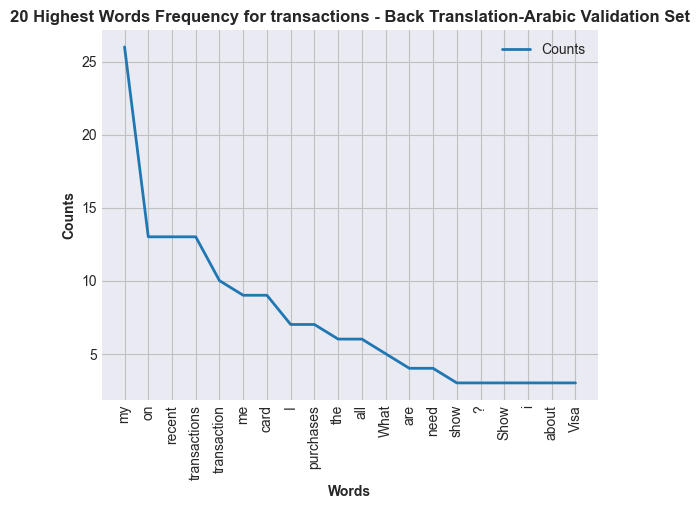 20 Highest Words Frequency for transactions - Back Translation-Arabic Validation Set
Counts
25
20
15
10
5
Counts
my
on
recent
transactions
transaction
me
card
I
purchases
the
all
What
are
need
show
?
Show
i
about
Visa
Words